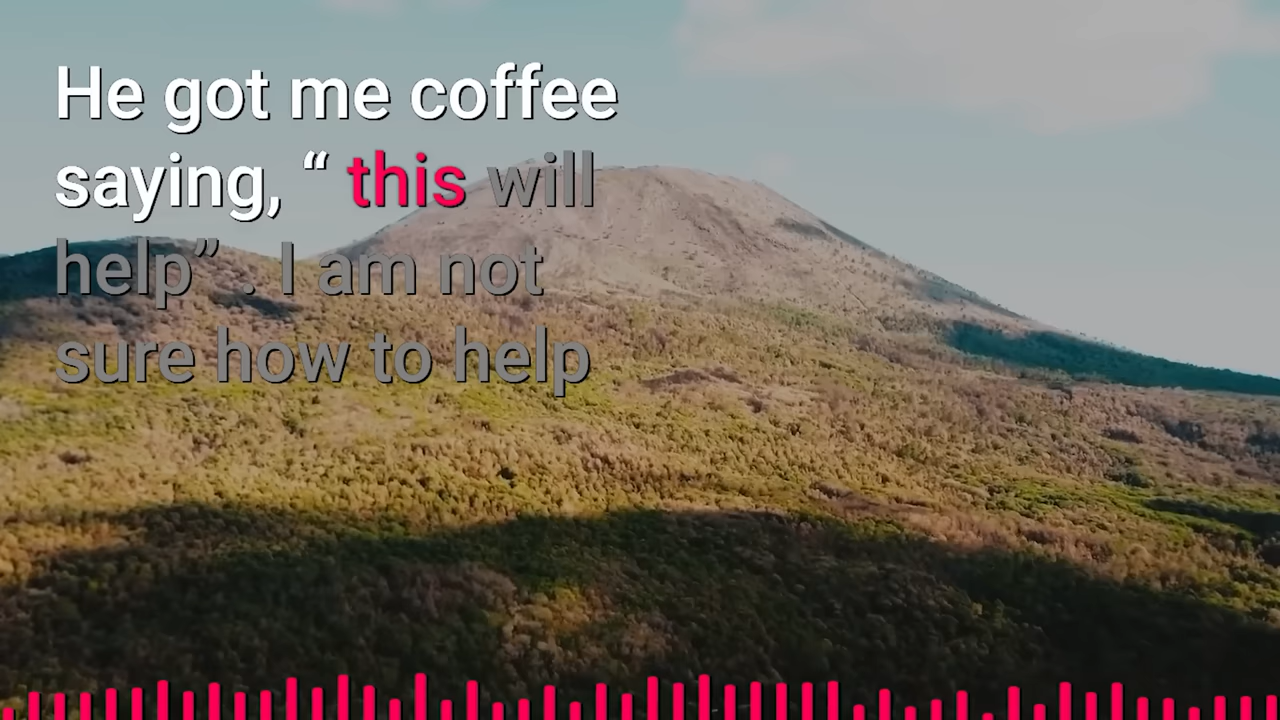 He got me coffee
saying, “ this will
help” . I am not
sure how to help